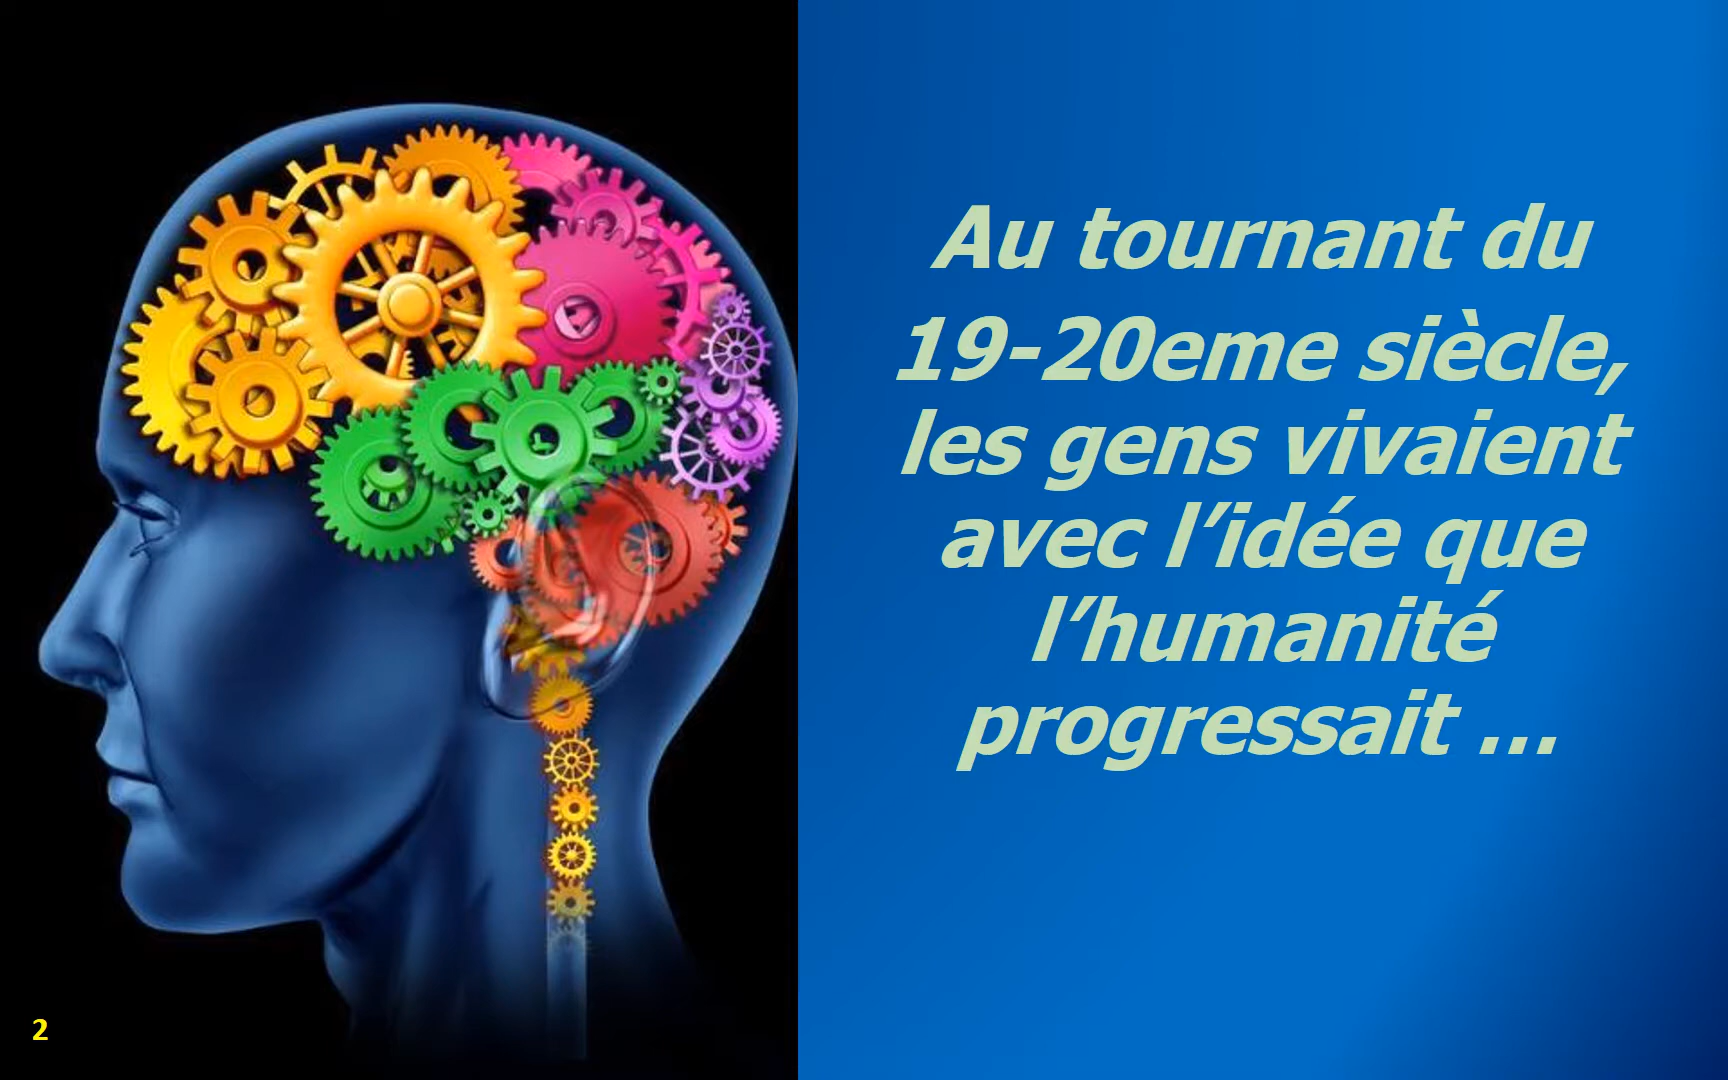 Au tournant du
19-20eme siècle,
les gens vivaient
avec l’idée que
l’humanité
progressait …
2